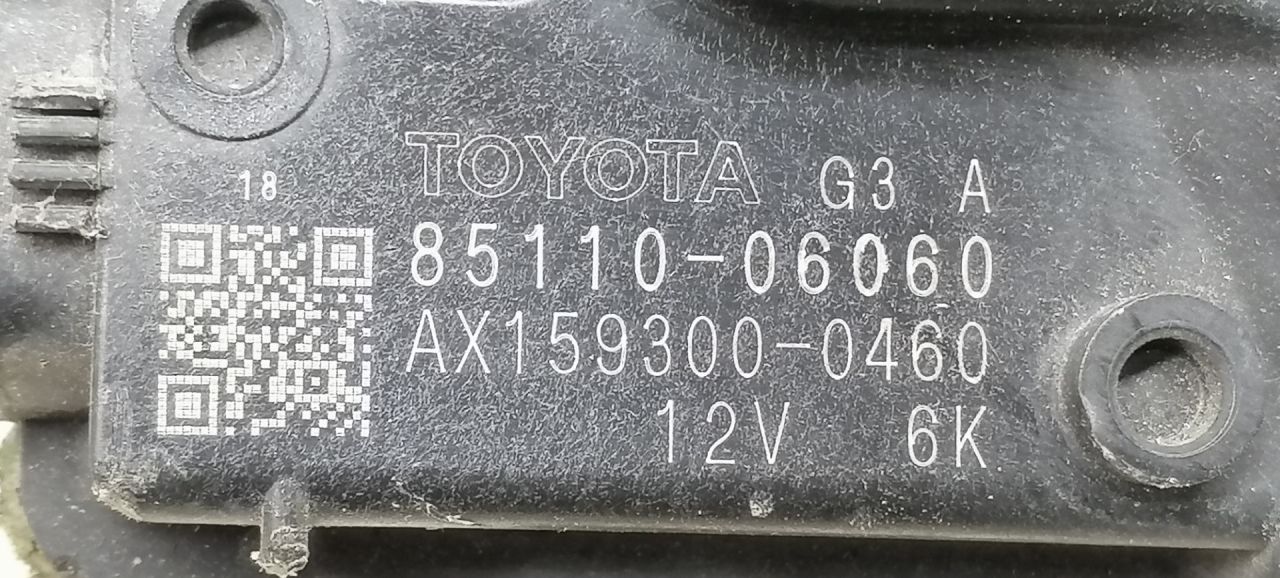 TOYOTA G3 A
18
85110-06060
AX159300-0460
12V 6K